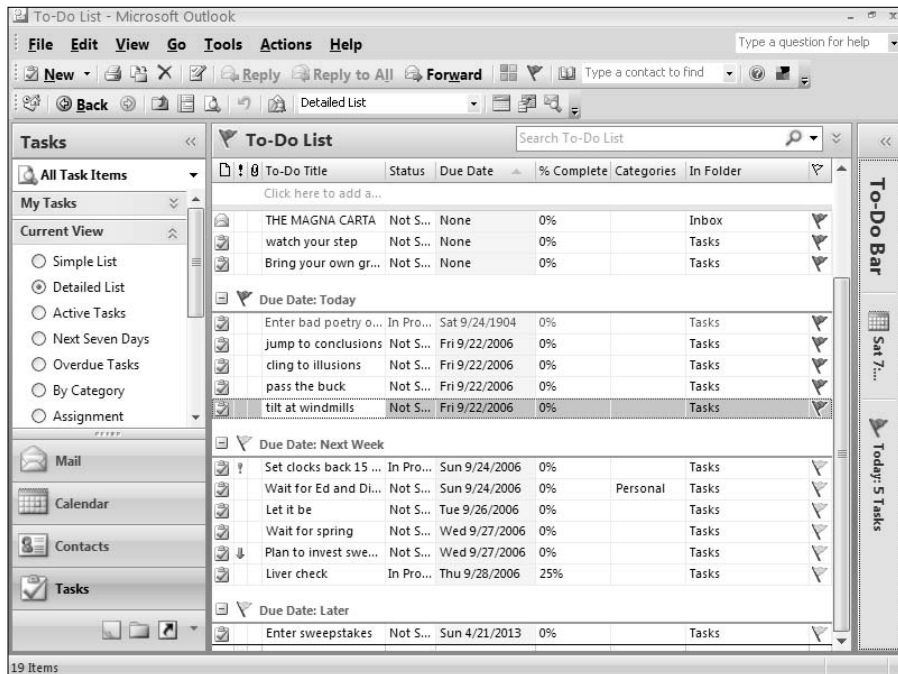 To-Do List - Microsoft Outlook
File Edit View Go Tools Actions Help
Type a question for help
New Reply Reply to All Forward Type a contact to find
Back Detailed List
Tasks
All Task Items
My Tasks
Current View
Simple List
Detailed List
Active Tasks
Next Seven Days
Overdue Tasks
By Category
Assignment
Mail
Calendar
Contacts
Tasks
To-Do List
Search To-Do List
To-Do Title Status Due Date % Complete Categories In Folder
Click here to add a...
THE MAGNA CARTA Not S... None 0% Inbox
watch your step Not S... None 0% Tasks
Bring your own gr... Not S... None 0% Tasks
Due Date: Today
Enter bad poetry o... In Pro... Sat 9/24/1904 0% Tasks
jump to conclusions Not S... Fri 9/22/2006 0% Tasks
cling to illusions Not S... Fri 9/22/2006 0% Tasks
pass the buck Not S... Fri 9/22/2006 0% Tasks
tilt at windmills Not S... Fri 9/22/2006 0% Tasks
Due Date: Next Week
Set clocks back 15 ... In Pro... Sun 9/24/2006 0% Tasks
Wait for Ed and Di... Not S... Sun 9/24/2006 0% Personal Tasks
Let it be Not S... Tue 9/26/2006 0% Tasks
Wait for spring Not S... Wed 9/27/2006 0% Tasks
Plan to invest swe... Not S... Wed 9/27/2006 0% Tasks
Liver check In Pro... Thu 9/28/2006 25% Tasks
Due Date: Later
Enter sweepstakes Not S... Sun 4/21/2013 0% Tasks
To-Do Bar
Sat 7:...
Today: 5 Tasks
19 Items